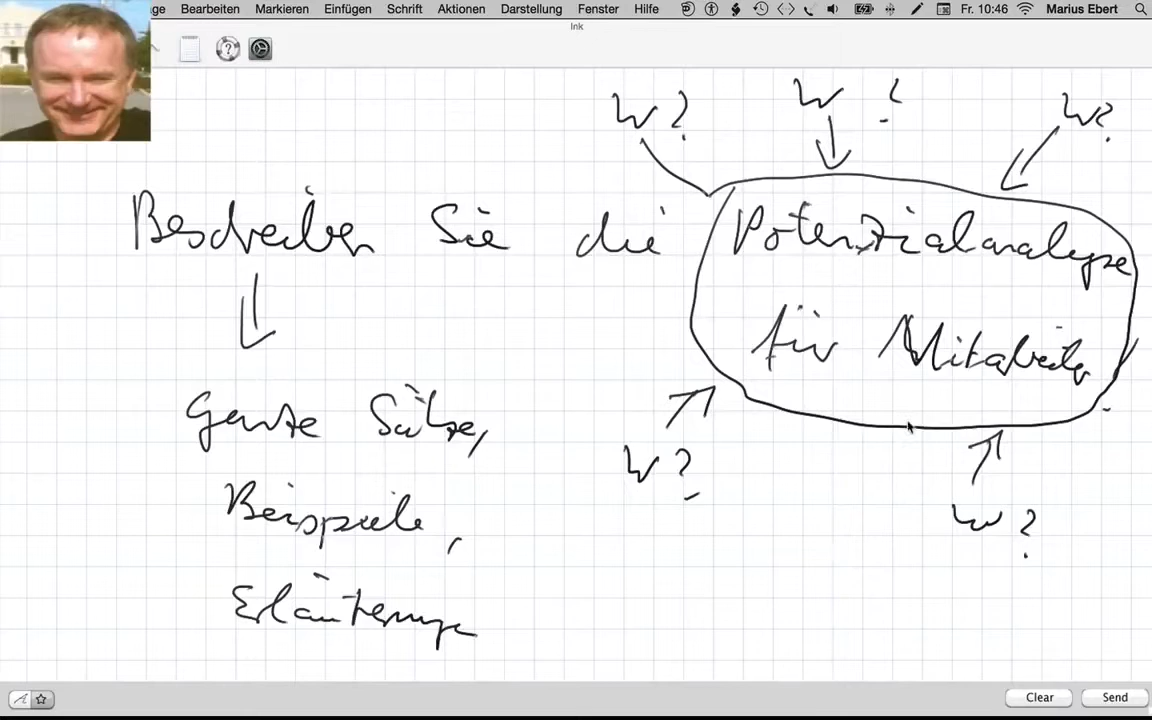 ge Bearbeiten Markieren Einfügen Schrift Aktionen Darstellung Fenster Hilfe Fr. 10:46 Marius Ebert
Ink
W? W ? W?
Beschreiben Sie die Potenzialanalyse
für Mitarbeiter
ganze Sätze,
W?
Beispiele,
W?
Erläuterungen
Clear Send